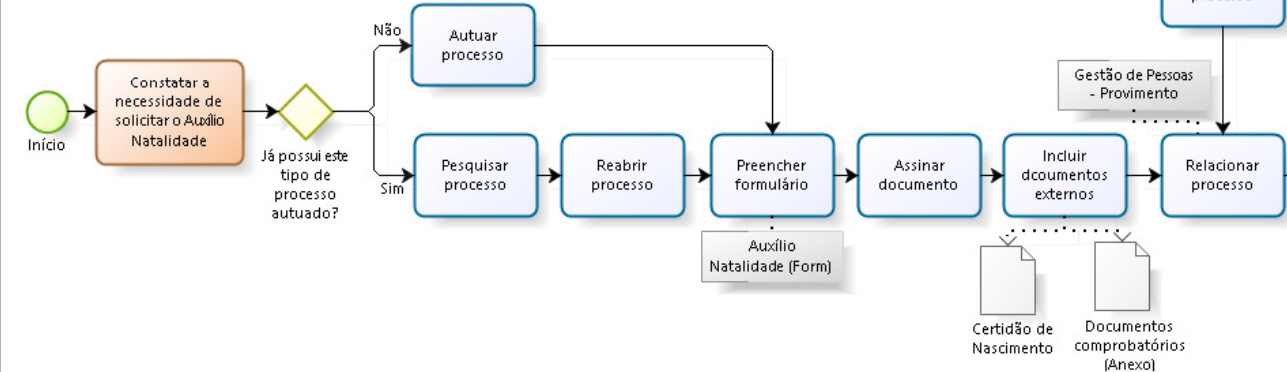 processo
Não
Autuar
processo
Gestão de Pessoas
- Provimento
Constatar a
necessidade de
solicitar o Auxílio
Natalidade
Início
Já possui este
tipo de
processo
autuado?
Sim
Pesquisar
processo
Reabrir
processo
Preencher
formulário
Assinar
documento
Incluir
dcoumentos
externos
Relacionar
processo
Auxílio
Natalidade (Form)
Certidão de
Nascimento
Documentos
comprobatórios
(Anexo)